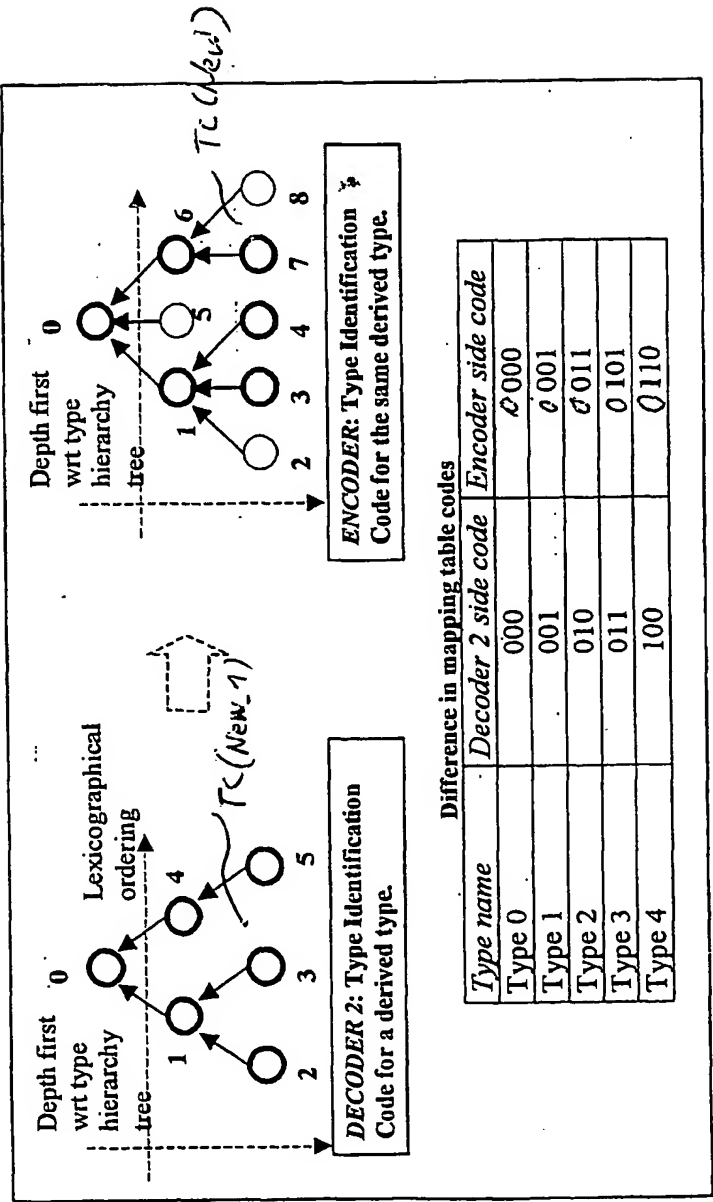 Depth first
wrt type
hierarchy
tree
Lexicographical
ordering
0
1
4
2
3
5
TC(New_1)
DECODER 2: Type Identification
Code for a derived type.
Depth first
wrt type
hierarchy
tree
0
1
5
6
2
3
4
7
8
TC(New)
ENCODER: Type Identification
Code for the same derived type.
Difference in mapping table codes
Type name Decoder 2 side code Encoder side code
Type 0 000 0000
Type 1 001 0001
Type 2 010 0011
Type 3 011 0101
Type 4 100 0110